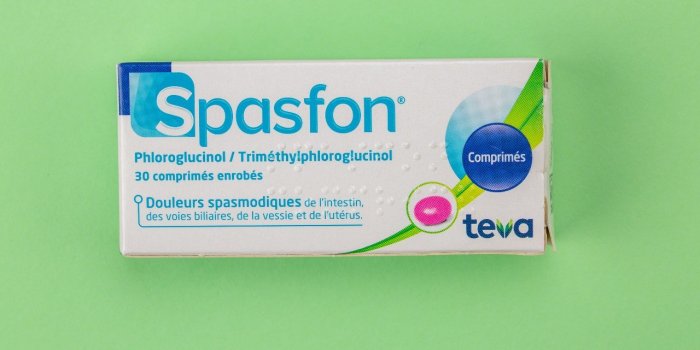 Spasfon®
Phloroglucinol / Triméthylphloroglucinol
30 comprimés enrobés
Comprimés
Douleurs spasmodiques de l'intestin,
des voies biliaires, de la vessie et de l'utérus.
teva